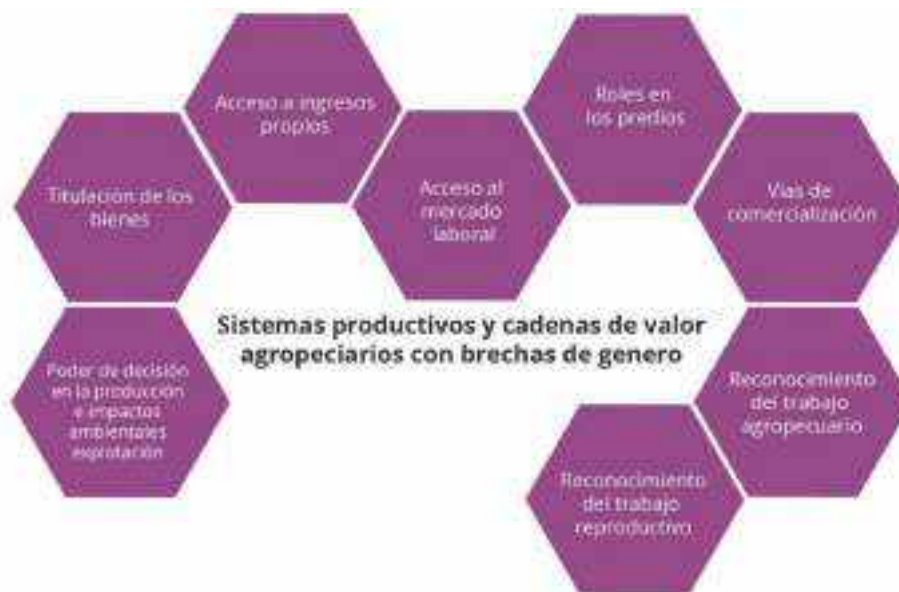 Acceso a ingresos
propios
Roles en
los predios
Titulación de los
bienes
Acceso al
mercado
laboral
Vías de
comercialización
Sistemas productivos y cadenas de valor
agropeciarios con brechas de genero
Poder de decisión
en la producción
e impactos
ambientales
exprotación
Reconocimiento
del trabajo
agropecuario
Reconocimiento
del trabajo
reproductivo